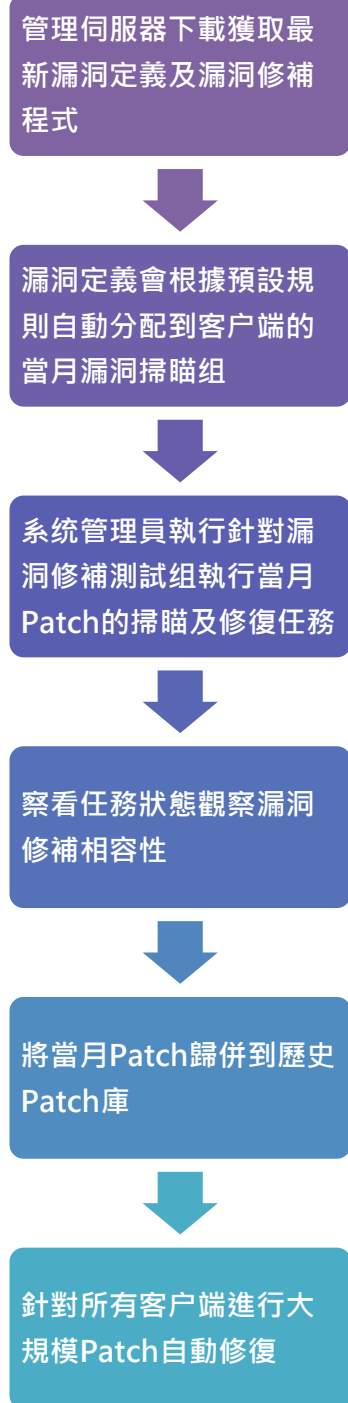 管理伺服器下載獲取最
新漏洞定義及漏洞修補
程式
漏洞定義會根據預設規
則自動分配到客户端的
當月漏洞掃瞄组
系统管理員執行針對漏
洞修補測試组執行當月
Patch的掃瞄及修復任務
察看任務狀態觀察漏洞
修補相容性
將當月Patch歸併到歷史
Patch庫
針對所有客户端進行大
規模Patch自動修復